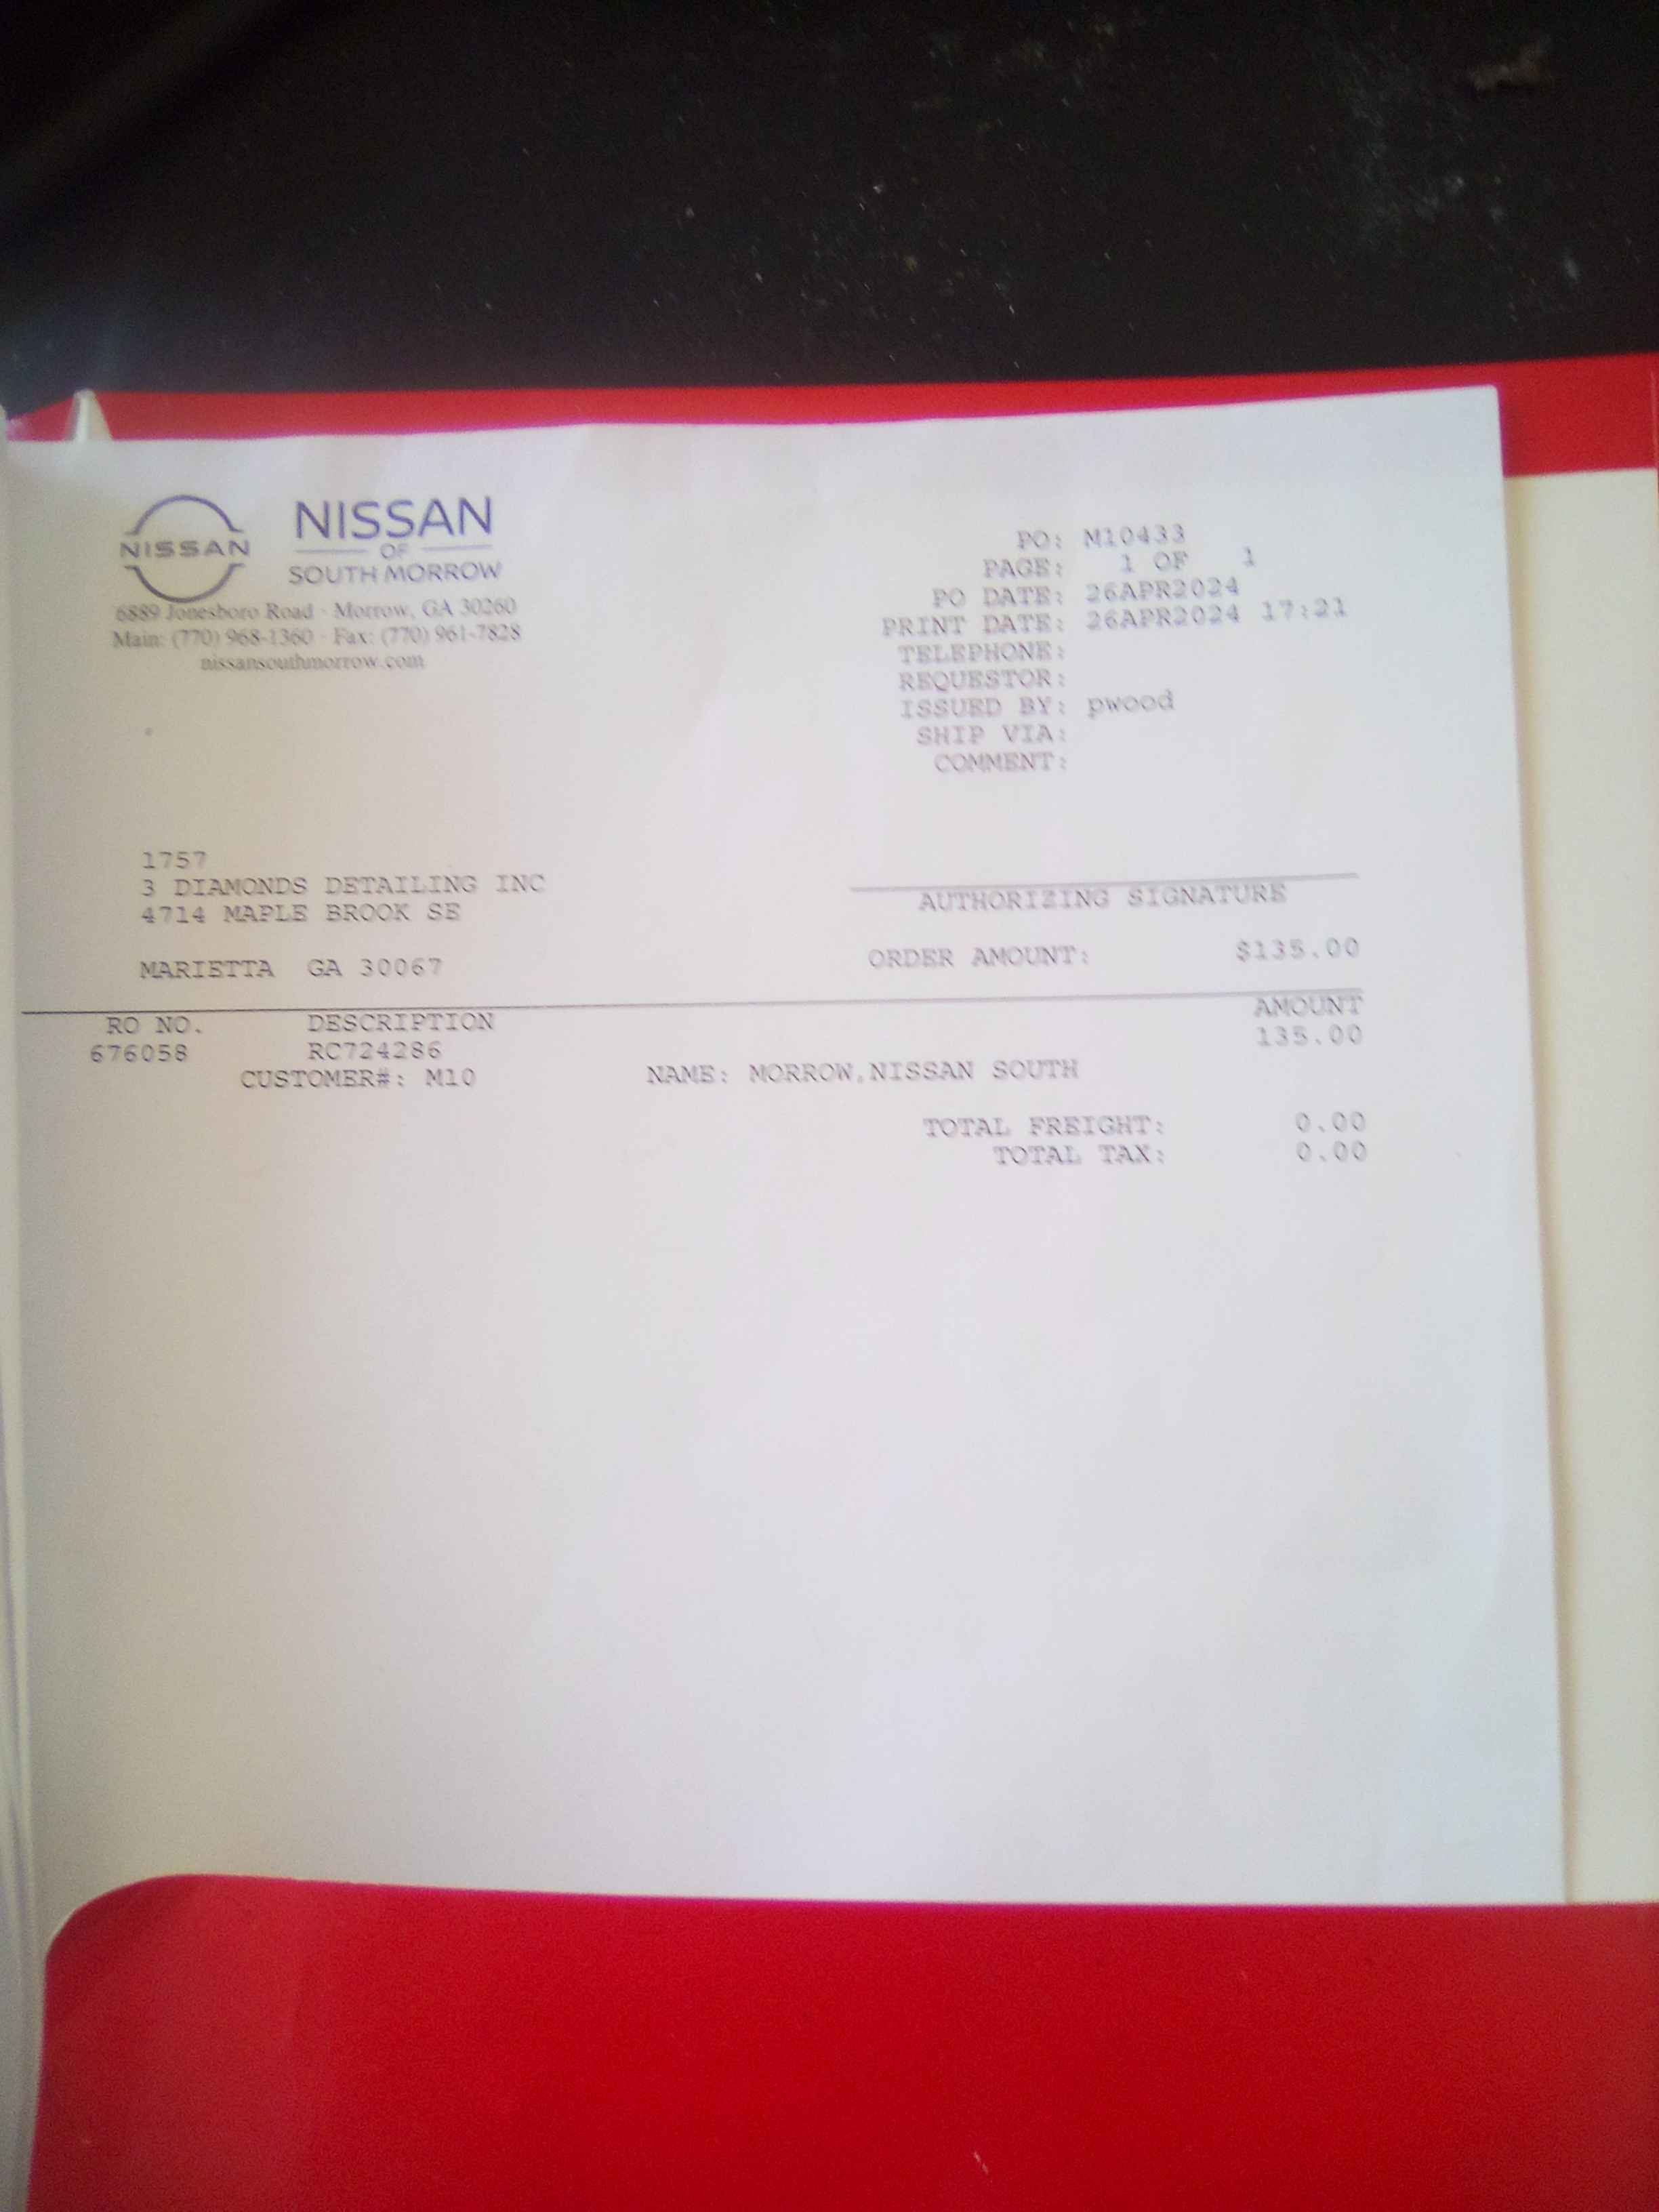 NISSAN
NISSAN
OF
SOUTH MORROW
6889 Jonesboro Road · Morrow, GA 30260
Main: (770) 968-1360 · Fax: (770) 961-7828
nissansouthmorrow.com
PO: M10433
PAGE: 1 OF 1
PO DATE: 26APR2024
PRINT DATE: 26APR2024 17:21
TELEPHONE:
REQUESTOR:
ISSUED BY: pwood
SHIP VIA:
COMMENT:
1757
3 DIAMONDS DETAILING INC
4714 MAPLE BROOK SE
MARIETTA GA 30067
AUTHORIZING SIGNATURE
ORDER AMOUNT: $135.00
RO NO. DESCRIPTION AMOUNT
676058 RC724286 135.00
CUSTOMER#: M10 NAME: MORROW,NISSAN SOUTH
TOTAL FREIGHT: 0.00
TOTAL TAX: 0.00